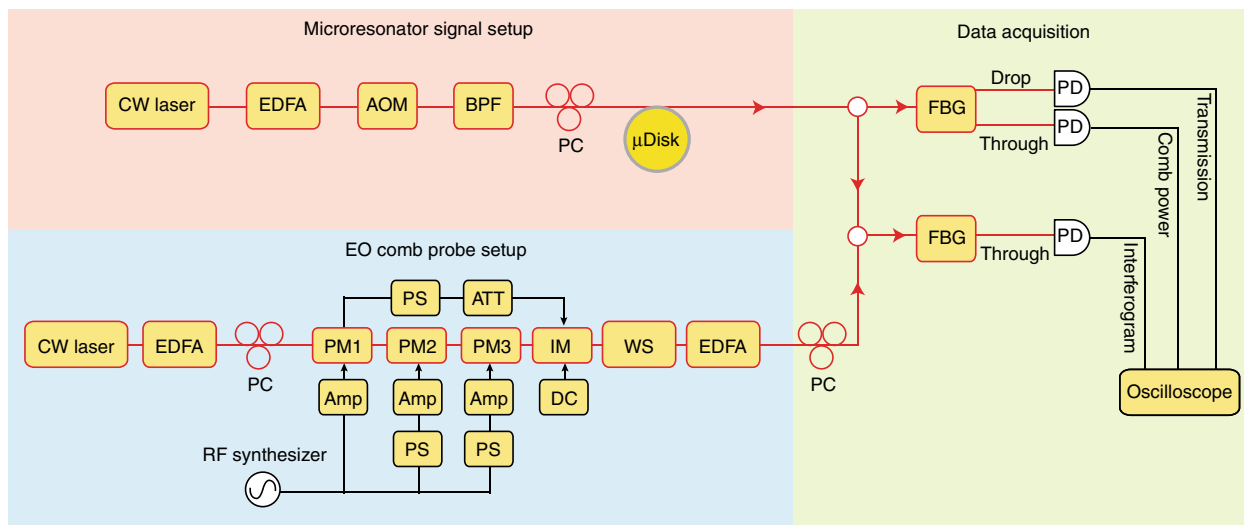 Microresonator signal setup
CW laser
EDFA
AOM
BPF
PC
μDisk
Data acquisition
FBG
Drop
PD
Through
PD
Transmission
Comb power
FBG
Through
PD
Interferogram
Oscilloscope
EO comb probe setup
PS
ATT
CW laser
EDFA
PC
PM1
PM2
PM3
IM
WS
EDFA
PC
Amp
Amp
Amp
DC
PS
PS
RF synthesizer